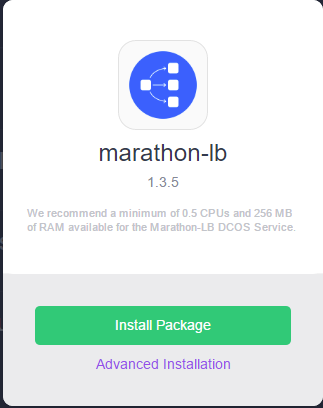 marathon-lb
1.3.5
We recommend a minimum of 0.5 CPUs and 256 MB
of RAM available for the Marathon-LB DCOS Service.
Install Package
Advanced Installation